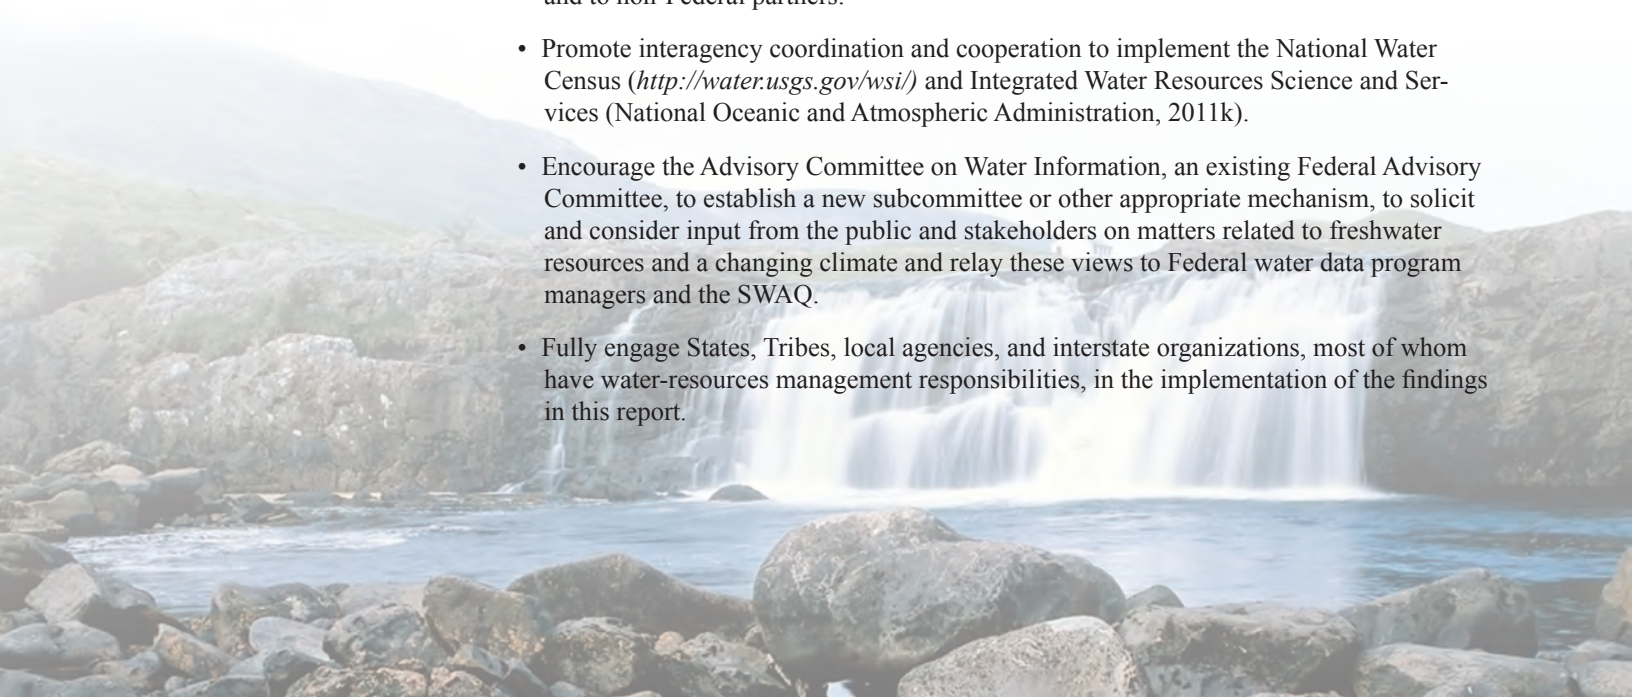 and to non-Federal partners.
• Promote interagency coordination and cooperation to implement the National Water
Census (http://water.usgs.gov/wsi/) and Integrated Water Resources Science and Ser-
vices (National Oceanic and Atmospheric Administration, 2011k).
• Encourage the Advisory Committee on Water Information, an existing Federal Advisory
Committee, to establish a new subcommittee or other appropriate mechanism, to solicit
and consider input from the public and stakeholders on matters related to freshwater
resources and a changing climate and relay these views to Federal water data program
managers and the SWAQ.
• Fully engage States, Tribes, local agencies, and interstate organizations, most of whom
have water-resources management responsibilities, in the implementation of the findings
in this report.